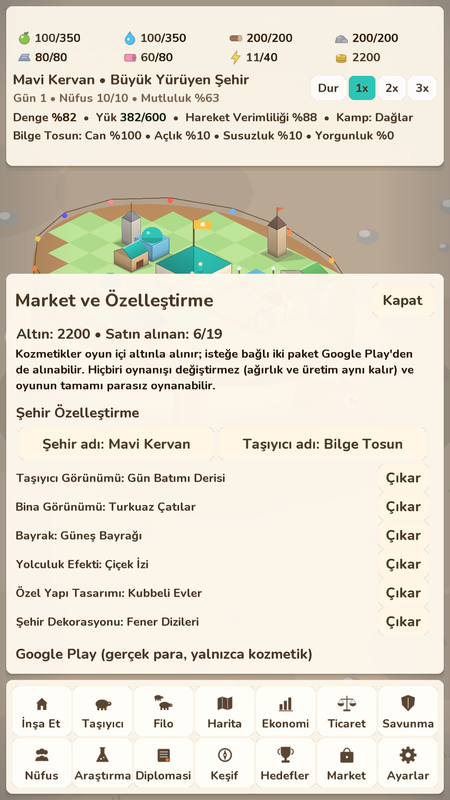 100/350 100/350 200/200 200/200
80/80 60/80 11/40 2200
Mavi Kervan • Büyük Yürüyen Şehir
Dur 1x 2x 3x
Gün 1 • Nüfus 10/10 • Mutluluk %63
Denge %82 • Yük 382/600 • Hareket Verimliliği %88 • Kamp: Dağlar
Bilge Tosun: Can %100 • Açlık %10 • Susuzluk %10 • Yorgunluk %0
Market ve Özelleştirme Kapat
Altın: 2200 • Satın alınan: 6/19
Kozmetikler oyun içi altınla alınır; isteğe bağlı iki paket Google Play'den
de alınabilir. Hiçbiri oynanışı değiştirmez (ağırlık ve üretim aynı kalır) ve
oyunun tamamı parasız oynanabilir.
Şehir Özelleştirme
Şehir adı: Mavi Kervan Taşıyıcı adı: Bilge Tosun
Taşıyıcı Görünümü: Gün Batımı Derisi Çıkar
Bina Görünümü: Turkuaz Çatılar Çıkar
Bayrak: Güneş Bayrağı Çıkar
Yolculuk Efekti: Çiçek İzi Çıkar
Özel Yapı Tasarımı: Kubbeli Evler Çıkar
Şehir Dekorasyonu: Fener Dizileri Çıkar
Google Play (gerçek para, yalnızca kozmetik)
İnşa Et Taşıyıcı Filo Harita Ekonomi Ticaret Savunma
Nüfus Araştırma Diplomasi Keşif Hedefler Market Ayarlar